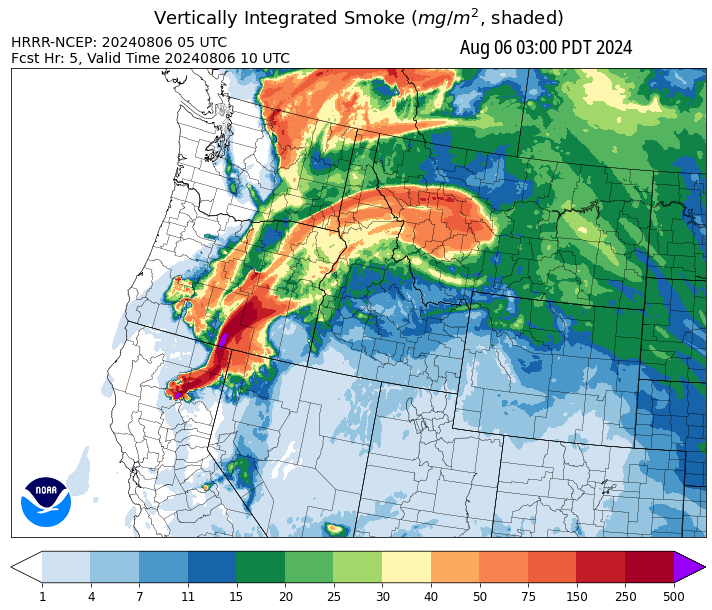 Vertically Integrated Smoke (mg/m², shaded)
HRRR-NCEP: 20240806 05 UTC
Fcst Hr: 5, Valid Time 20240806 10 UTC
Aug 06 03:00 PDT 2024
NOAA
1 4 7 11 15 20 25 30 40 50 75 150 250 500